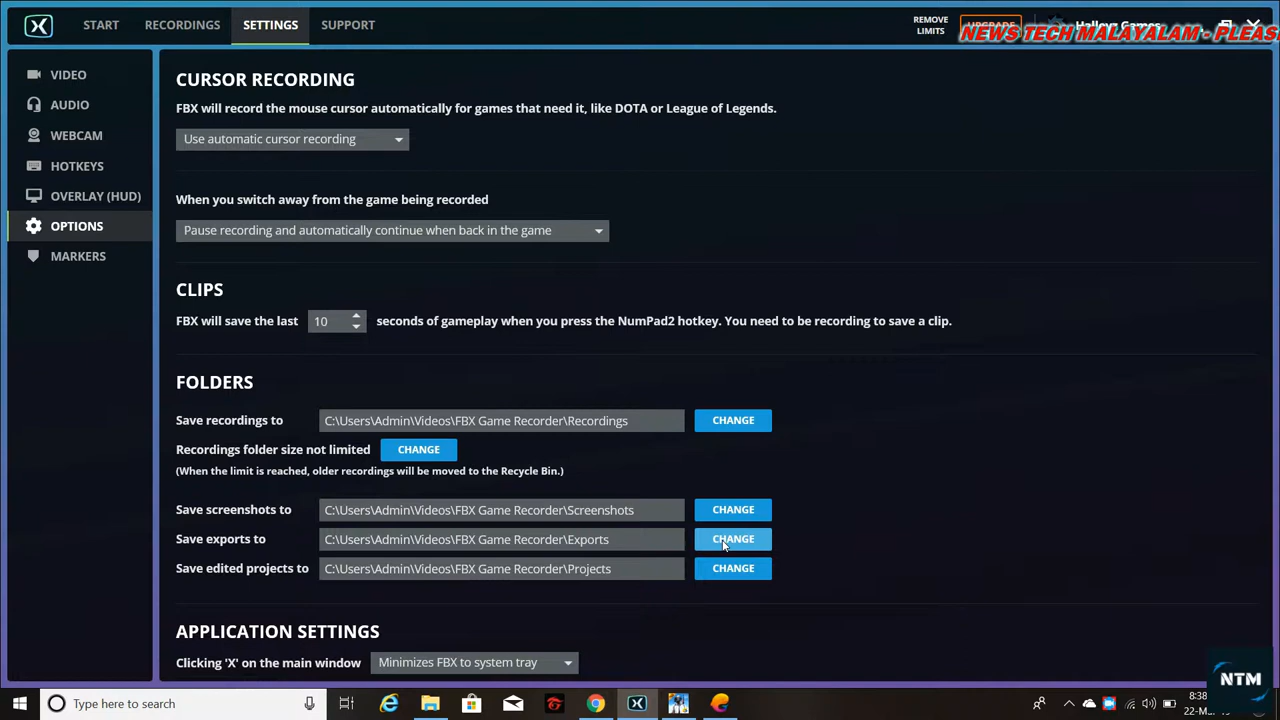 START RECORDINGS SETTINGS SUPPORT REMOVE LIMITS UPGRADE Halleys Games
NEWS TECH MALAYALAM - PLEAS
VIDEO
AUDIO
WEBCAM
HOTKEYS
OVERLAY (HUD)
OPTIONS
MARKERS
CURSOR RECORDING
FBX will record the mouse cursor automatically for games that need it, like DOTA or League of Legends.
Use automatic cursor recording
When you switch away from the game being recorded
Pause recording and automatically continue when back in the game
CLIPS
FBX will save the last 10 seconds of gameplay when you press the NumPad2 hotkey. You need to be recording to save a clip.
FOLDERS
Save recordings to C:\Users\Admin\Videos\FBX Game Recorder\Recordings CHANGE
Recordings folder size not limited CHANGE
(When the limit is reached, older recordings will be moved to the Recycle Bin.)
Save screenshots to C:\Users\Admin\Videos\FBX Game Recorder\Screenshots CHANGE
Save exports to C:\Users\Admin\Videos\FBX Game Recorder\Exports CHANGE
Save edited projects to C:\Users\Admin\Videos\FBX Game Recorder\Projects CHANGE
APPLICATION SETTINGS
Clicking 'X' on the main window Minimizes FBX to system tray
NTM
Type here to search
8:38
22-Ma